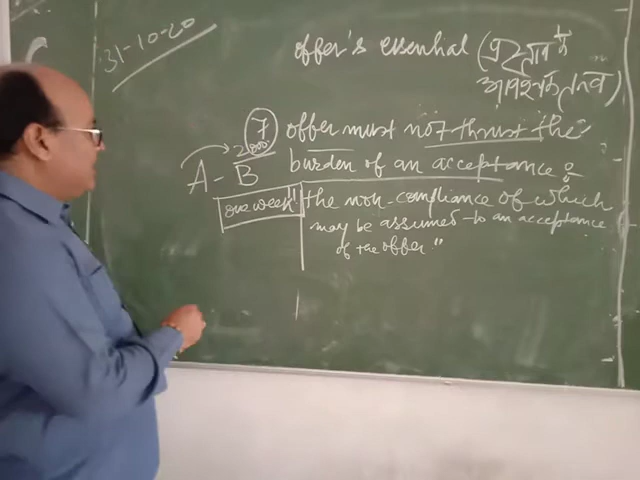 31-10-20
offer's essential (प्रस्ताव के
आवश्यक तत्व)
7 offer must not thrust the
2000
A - B burden of an acceptance :-
one week "the non-compliance of which
may be assumed to an acceptance
of the offer"